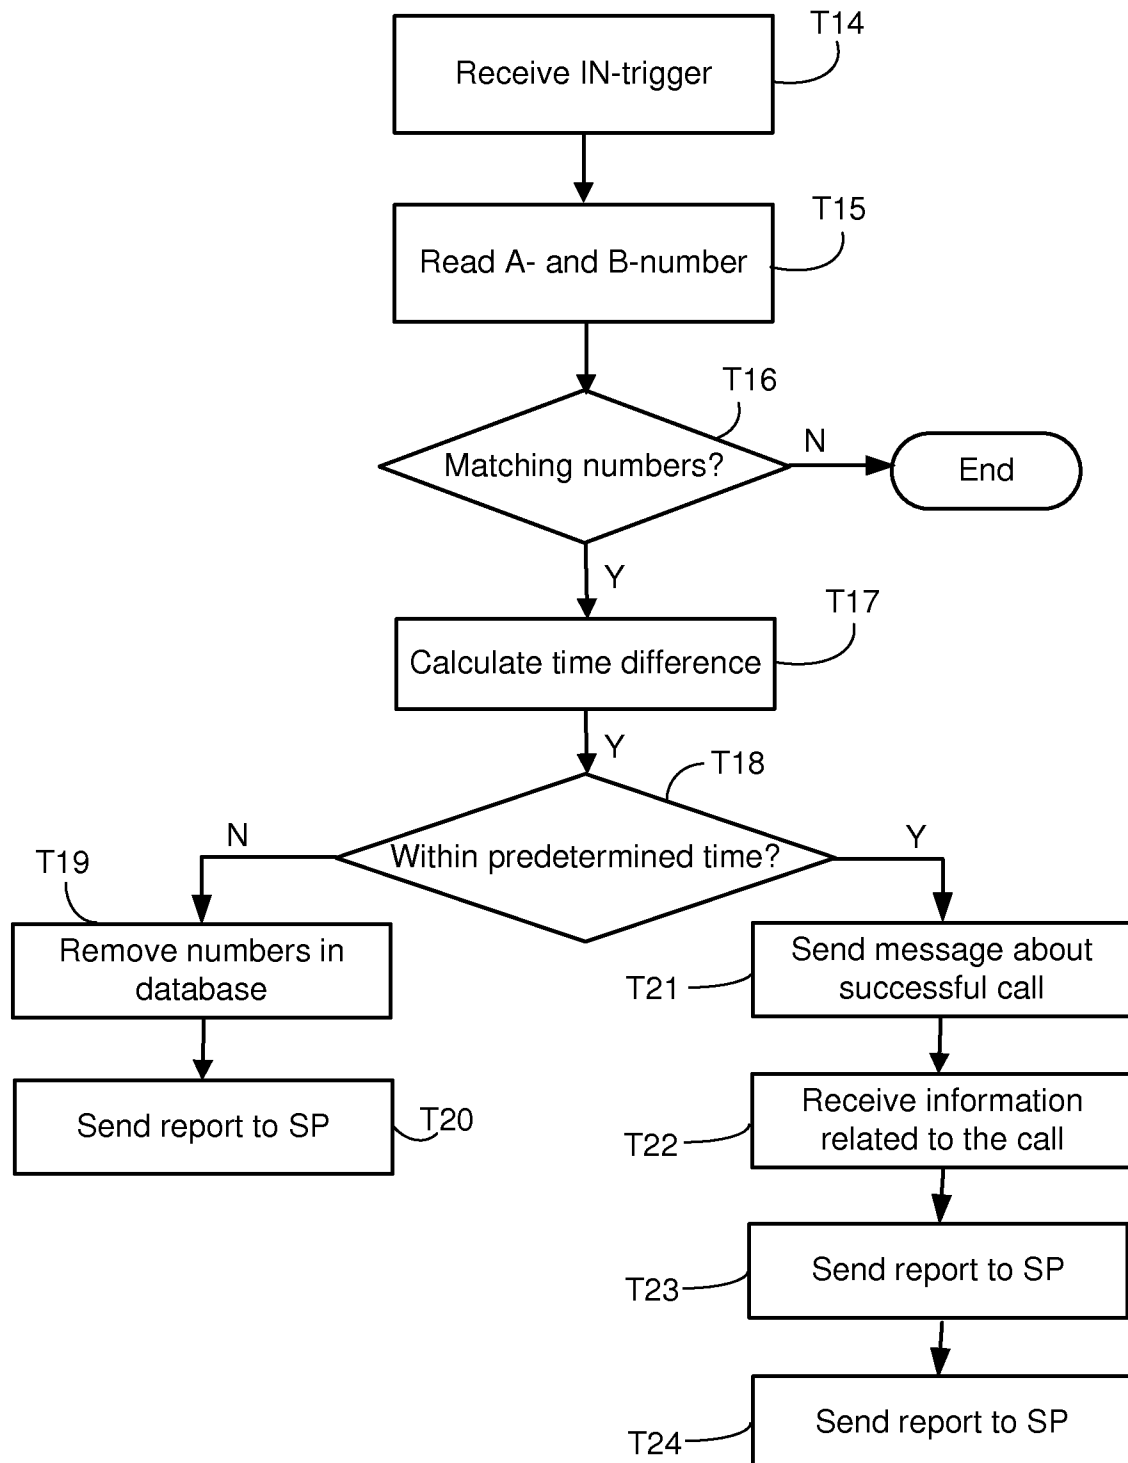 T14
Receive IN-trigger
T15
Read A- and B-number
T16
Matching numbers?
N
End
Y
T17
Calculate time difference
Y
T18
Within predetermined time?
N
Y
T19
Remove numbers in
database
T20
Send report to SP
T21
Send message about
successful call
T22
Receive information
related to the call
T23
Send report to SP
T24
Send report to SP